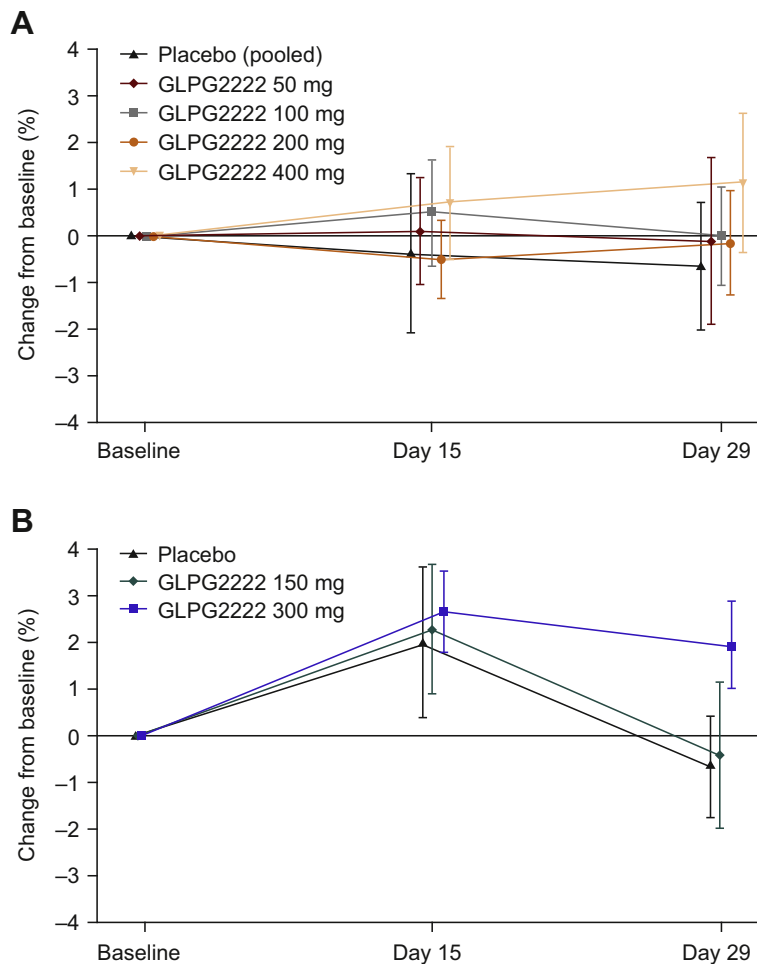 A
4
3
2
1
0
–1
–2
–3
–4
Change from baseline (%)
Placebo (pooled)
GLPG2222 50 mg
GLPG2222 100 mg
GLPG2222 200 mg
GLPG2222 400 mg
Baseline
Day 15
Day 29
B
4
3
2
1
0
–1
–2
–3
–4
Change from baseline (%)
Placebo
GLPG2222 150 mg
GLPG2222 300 mg
Baseline
Day 15
Day 29